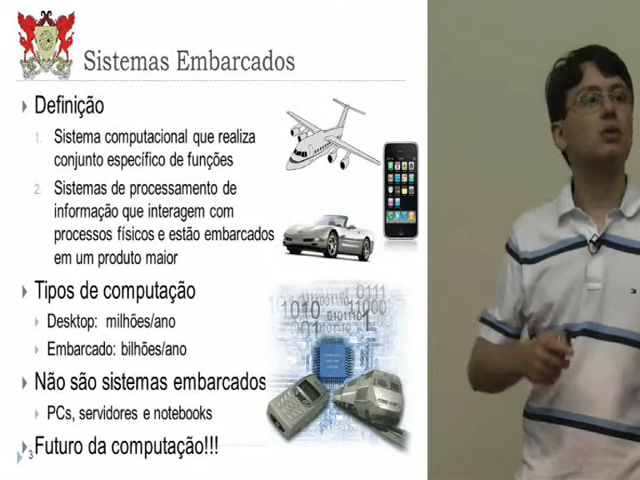 Sistemas Embarcados
Definição
1. Sistema computacional que realiza
conjunto específico de funções
2. Sistemas de processamento de
informação que interagem com
processos físicos e estão embarcados
em um produto maior
Tipos de computação
Desktop: milhões/ano
Embarcado: bilhões/ano
Não são sistemas embarcados
PCs, servidores e notebooks
Futuro da computação!!!
3